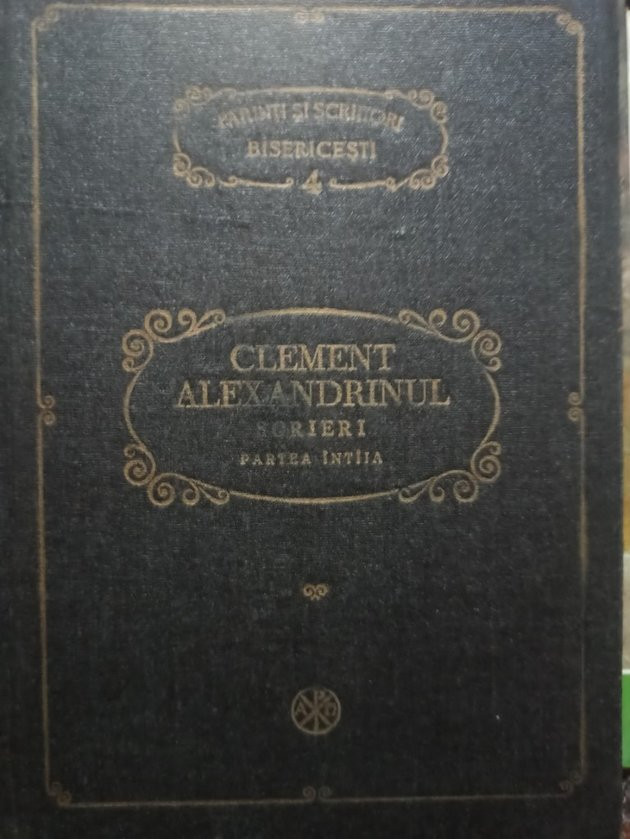 PĂRINȚI ȘI SCRIITORI
BISERICEȘTI
4
CLEMENT
ALEXANDRINUL
SCRIERI
PARTEA ÎNTÎIA